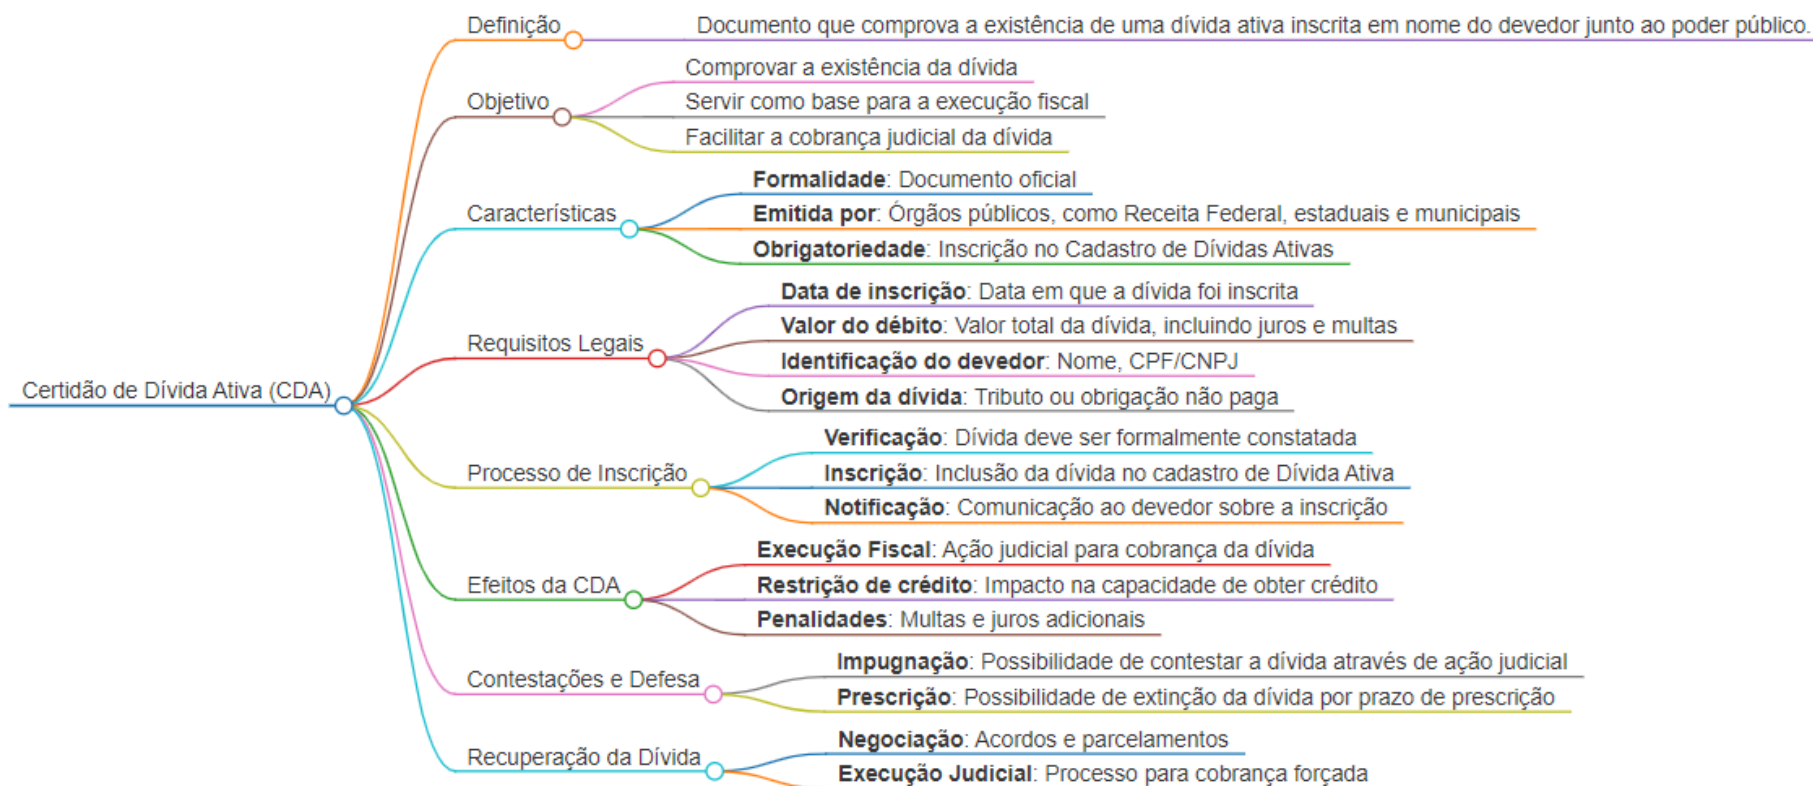 Certidão de Dívida Ativa (CDA)
Definição
Documento que comprova a existência de uma dívida ativa inscrita em nome do devedor junto ao poder público.
Objetivo
Comprovar a existência da dívida
Servir como base para a execução fiscal
Facilitar a cobrança judicial da dívida
Características
Formalidade: Documento oficial
Emitida por: Órgãos públicos, como Receita Federal, estaduais e municipais
Obrigatoriedade: Inscrição no Cadastro de Dívidas Ativas
Requisitos Legais
Data de inscrição: Data em que a dívida foi inscrita
Valor do débito: Valor total da dívida, incluindo juros e multas
Identificação do devedor: Nome, CPF/CNPJ
Origem da dívida: Tributo ou obrigação não paga
Processo de Inscrição
Verificação: Dívida deve ser formalmente constatada
Inscrição: Inclusão da dívida no cadastro de Dívida Ativa
Notificação: Comunicação ao devedor sobre a inscrição
Efeitos da CDA
Execução Fiscal: Ação judicial para cobrança da dívida
Restrição de crédito: Impacto na capacidade de obter crédito
Penalidades: Multas e juros adicionais
Contestações e Defesa
Impugnação: Possibilidade de contestar a dívida através de ação judicial
Prescrição: Possibilidade de extinção da dívida por prazo de prescrição
Recuperação da Dívida
Negociação: Acordos e parcelamentos
Execução Judicial: Processo para cobrança forçada